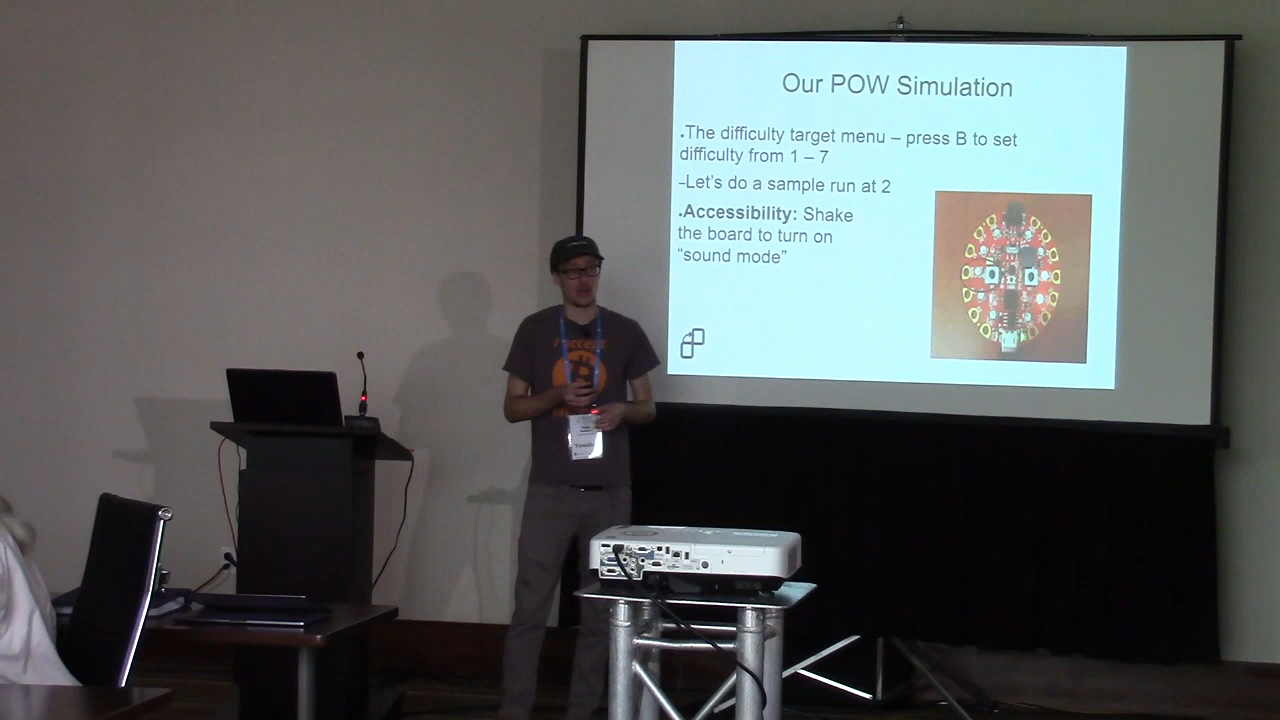 Our POW Simulation
.The difficulty target menu – press B to set
difficulty from 1 – 7
–Let's do a sample run at 2
.Accessibility: Shake
the board to turn on
"sound mode"
I accept